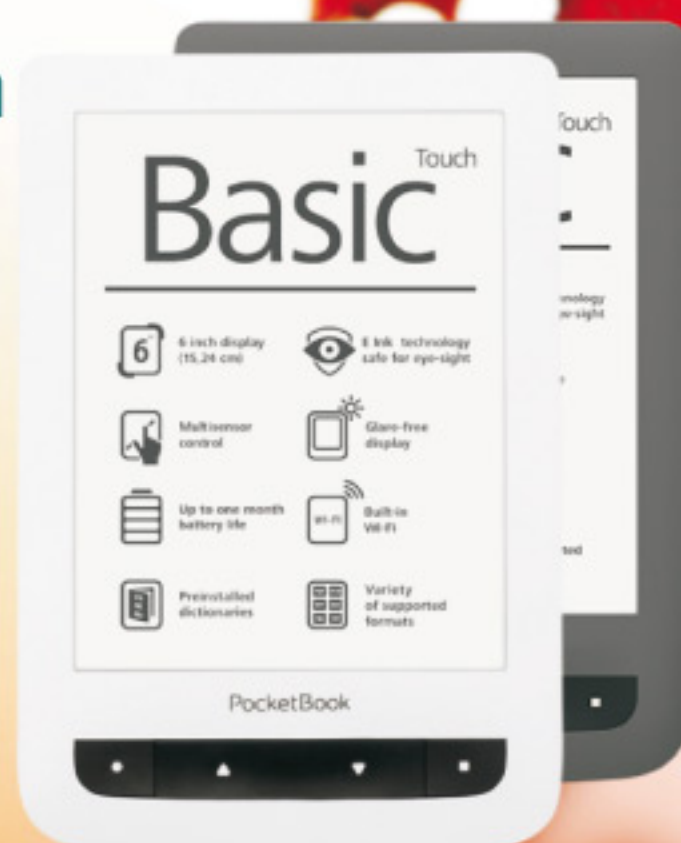 Basic
Touch
6
6 inch display
(15,24 cm)
E Ink technology
safe for eye-sight
Multisensor
control
Glare-free
display
Up to one month
battery life
Wi-Fi
Built-in
Wi-Fi
Preinstalled
dictionaries
Variety
of supported
formats
PocketBook
Touch